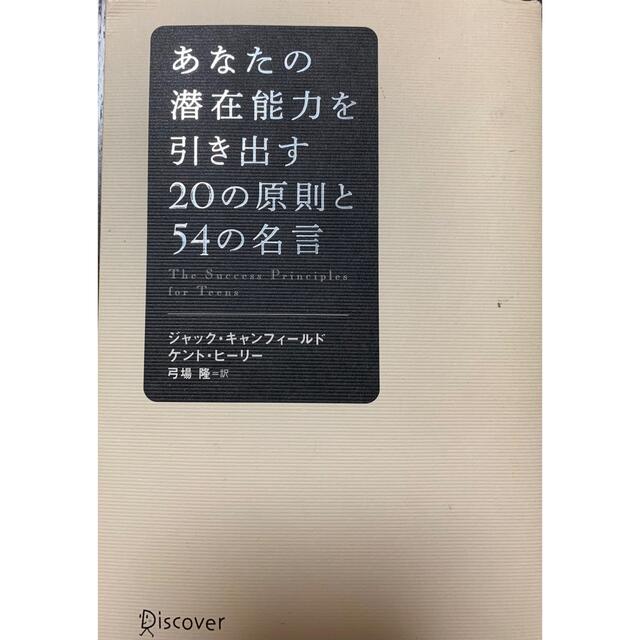 あなたの
潜在能力を
引き出す
20の原則と
54の名言
The Success Principles
for Teens
ジャック・キャンフィールド
ケント・ヒーリー
弓場 隆=訳
Discover